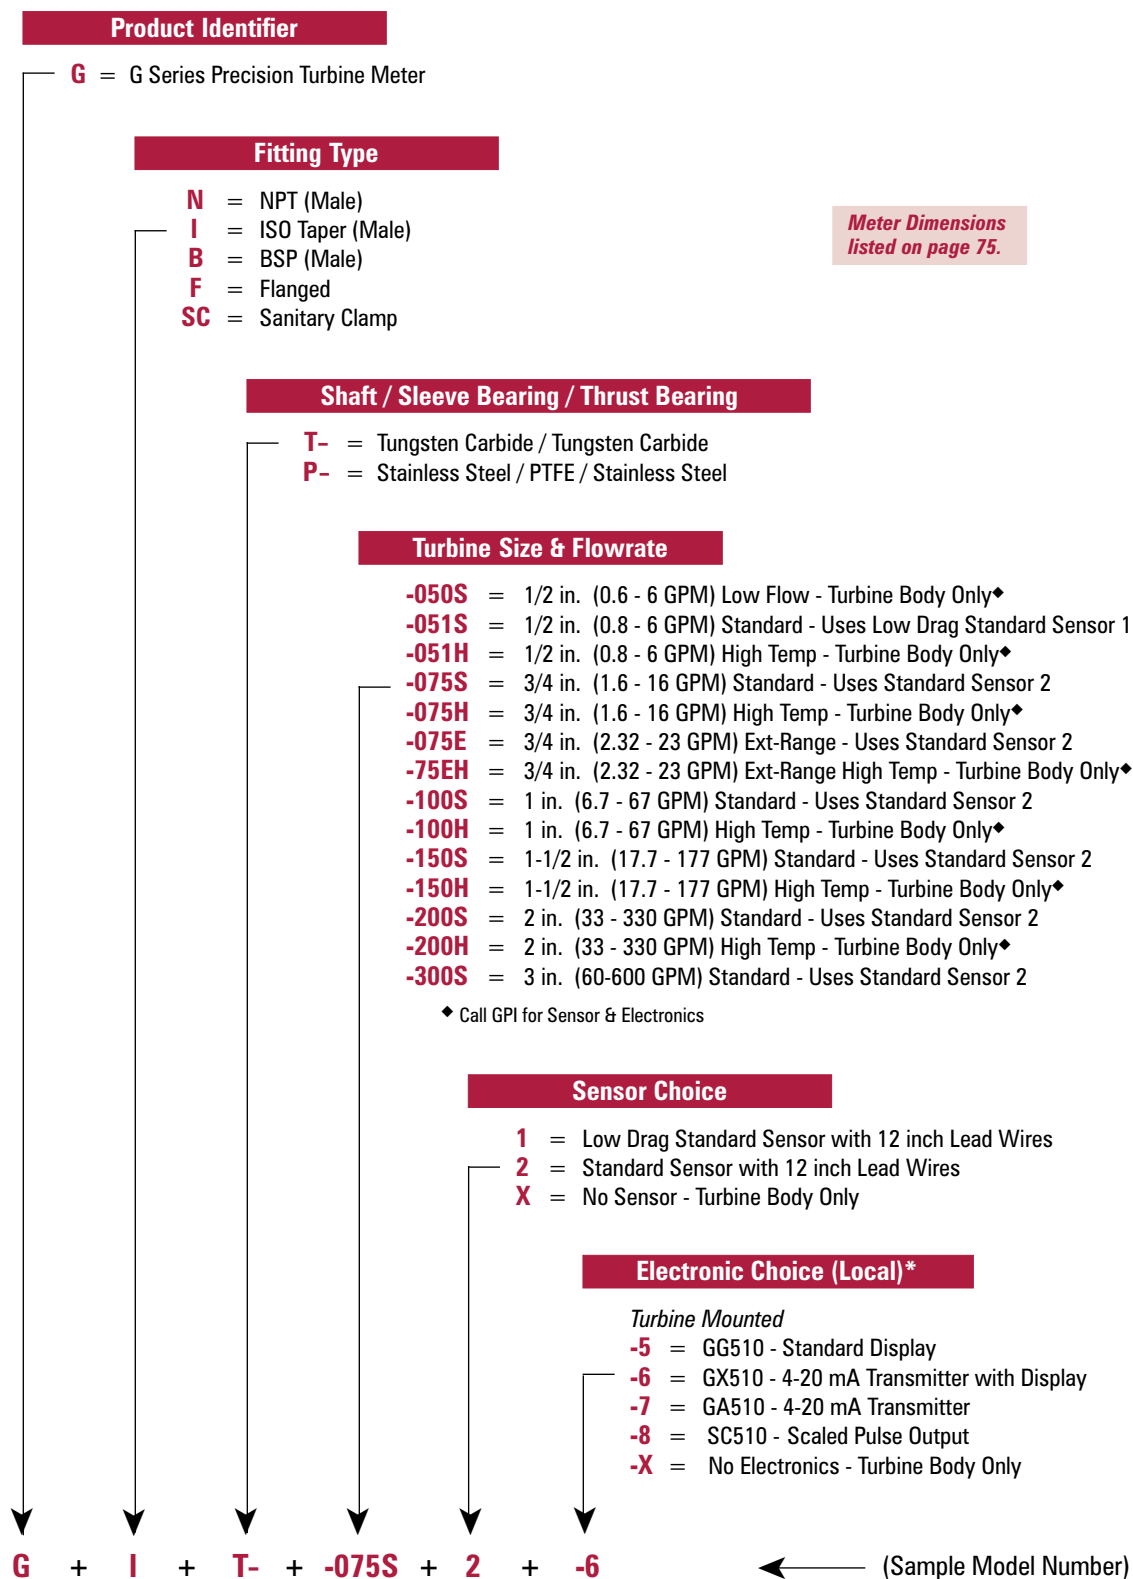 Product Identifier
G = G Series Precision Turbine Meter
Fitting Type
N = NPT (Male)
I = ISO Taper (Male)
B = BSP (Male)
F = Flanged
SC = Sanitary Clamp
Meter Dimensions
listed on page 75.
Shaft / Sleeve Bearing / Thrust Bearing
T- = Tungsten Carbide / Tungsten Carbide
P- = Stainless Steel / PTFE / Stainless Steel
Turbine Size & Flowrate
-050S = 1/2 in. (0.6 - 6 GPM) Low Flow - Turbine Body Only◆
-051S = 1/2 in. (0.8 - 6 GPM) Standard - Uses Low Drag Standard Sensor 1
-051H = 1/2 in. (0.8 - 6 GPM) High Temp - Turbine Body Only◆
-075S = 3/4 in. (1.6 - 16 GPM) Standard - Uses Standard Sensor 2
-075H = 3/4 in. (1.6 - 16 GPM) High Temp - Turbine Body Only◆
-075E = 3/4 in. (2.32 - 23 GPM) Ext-Range - Uses Standard Sensor 2
-75EH = 3/4 in. (2.32 - 23 GPM) Ext-Range High Temp - Turbine Body Only◆
-100S = 1 in. (6.7 - 67 GPM) Standard - Uses Standard Sensor 2
-100H = 1 in. (6.7 - 67 GPM) High Temp - Turbine Body Only◆
-150S = 1-1/2 in. (17.7 - 177 GPM) Standard - Uses Standard Sensor 2
-150H = 1-1/2 in. (17.7 - 177 GPM) High Temp - Turbine Body Only◆
-200S = 2 in. (33 - 330 GPM) Standard - Uses Standard Sensor 2
-200H = 2 in. (33 - 330 GPM) High Temp - Turbine Body Only◆
-300S = 3 in. (60-600 GPM) Standard - Uses Standard Sensor 2
◆ Call GPI for Sensor & Electronics
Sensor Choice
1 = Low Drag Standard Sensor with 12 inch Lead Wires
2 = Standard Sensor with 12 inch Lead Wires
X = No Sensor - Turbine Body Only
Electronic Choice (Local)*
Turbine Mounted
-5 = GG510 - Standard Display
-6 = GX510 - 4-20 mA Transmitter with Display
-7 = GA510 - 4-20 mA Transmitter
-8 = SC510 - Scaled Pulse Output
-X = No Electronics - Turbine Body Only
G + I + T- + -075S + 2 + -6 (Sample Model Number)